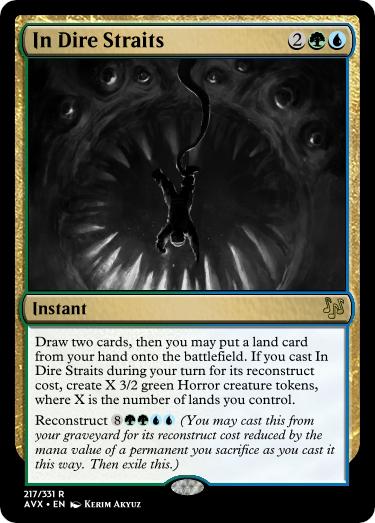 In Dire Straits 2
Instant
Draw two cards, then you may put a land card
from your hand onto the battlefield. If you cast In
Dire Straits during your turn for its reconstruct
cost, create X 3/2 green Horror creature tokens,
where X is the number of lands you control.
Reconstruct 8 (You may cast this from
your graveyard for its reconstruct cost reduced by the
mana value of a permanent you sacrifice as you cast it
this way. Then exile this.)
217/331 R
AVX • EN Kerim Akyuz